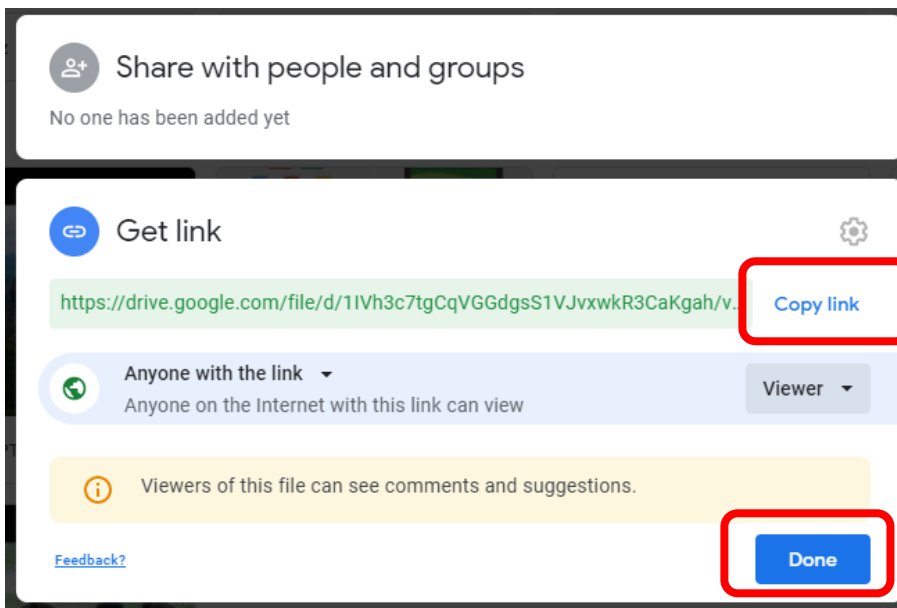 Share with people and groups
No one has been added yet
Get link
https://drive.google.com/file/d/1IVh3c7tgCqVGGdgsS1VJvxwkR3CaKgah/v... Copy link
Anyone with the link
Anyone on the Internet with this link can view
Viewer
Viewers of this file can see comments and suggestions.
Feedback?
Done